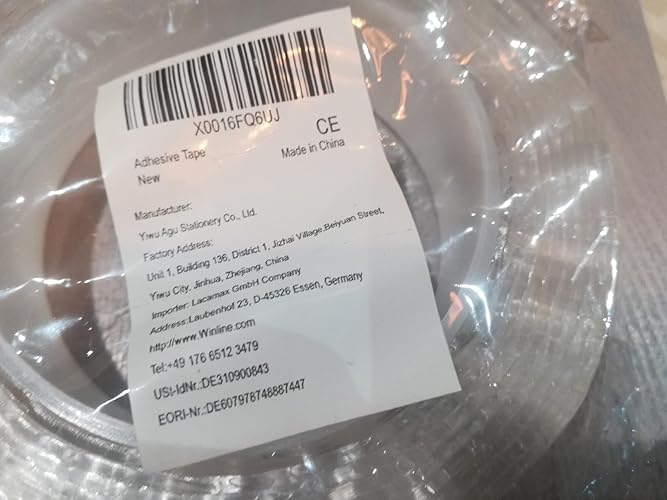 X0016FQ6UJ
Adhesive Tape
CE
New
Made in China
Manufacturer:
Yiwu Agu Stationery Co., Ltd.
Factory Address:
Unit 1, Building 136, District 1, Jizhai Village,Beiyuan Street,
Yiwu City, Jinhua, Zhejiang, China
Importer: Lacamax GmbH Company
Address:Laubenhof 23, D-45326 Essen, Germany
http://www.Winline.com
Tel:+49 176 6512 3479
USt-IdNr.:DE310900843
EORI-Nr.:DE607978748887447